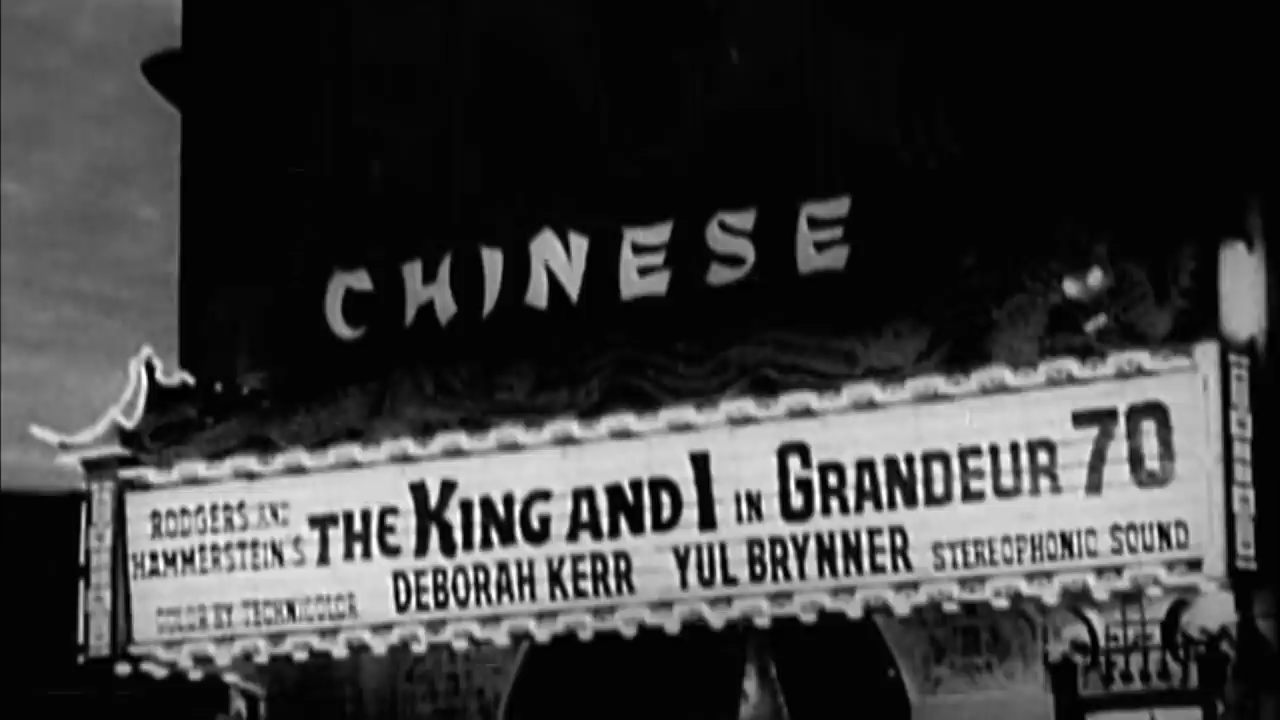 CHINESE
RODGERS AND
HAMMERSTEIN'S THE KING AND I IN GRANDEUR 70
DEBORAH KERR YUL BRYNNER STEREOPHONIC SOUND
COLOR BY TECHNICOLOR